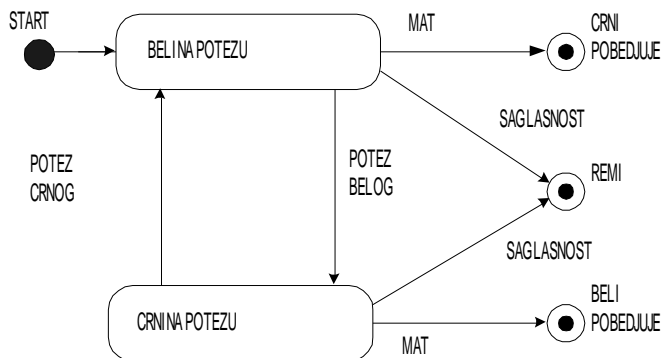 START
MAT
CRNI
POBEDJUJE
BELI NA POTEZU
SAGLASNOST
POTEZ
CRNOG
POTEZ
BELOG
REMI
SAGLASNOST
BELI
POBEDJUJE
CRNI NA POTEZU
MAT